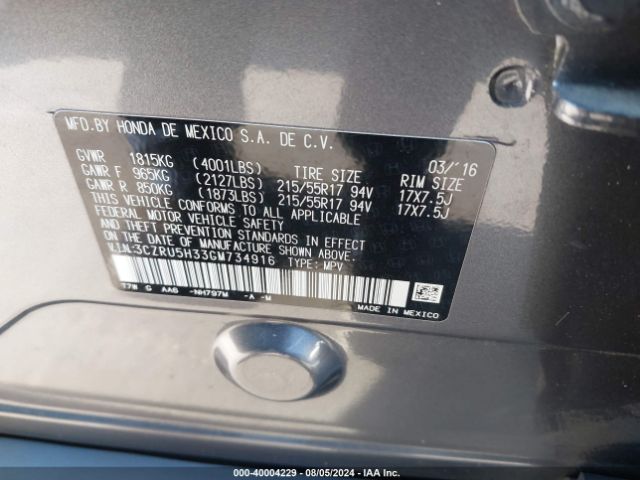 MFD.BY HONDA DE MEXICO S.A. DE C.V.
03/'16
GVWR 1815KG (4001LBS) TIRE SIZE RIM SIZE
GAWR F 965KG (2127LBS) 215/55R17 94V 17X7.5J
GAWR R 850KG (1873LBS) 215/55R17 94V 17X7.5J
THIS VEHICLE CONFORMS TO ALL APPLICABLE
FEDERAL MOTOR VEHICLE SAFETY
AND THEFT PREVENTION STANDARDS IN EFFECT
ON THE DATE OF MANUFACTURE SHOWN ABOVE.
3CZRU5H33GM734916 TYPE: MPV
T7W G AA6 -NH797M -A -M
MADE IN MEXICO
000-40004229 - 08/05/2024 - IAA Inc.